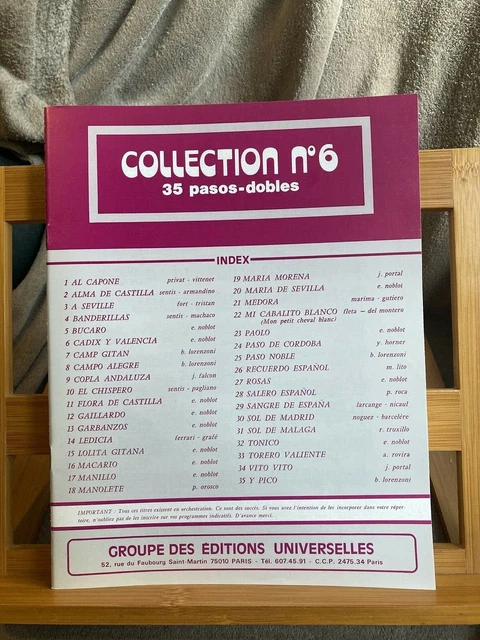 COLLECTION n°6
35 pasos-dobles
INDEX
1 AL CAPONE privat - vittenet
2 ALMA DE CASTILLA sentis - armandino
3 A SEVILLE fort - tristan
4 BANDERILLAS sentis - machaco
5 BUCARO e. noblot
6 CADIX Y VALENCIA e. noblot
7 CAMP GITAN b. lorenzoni
8 CAMPO ALEGRE b. lorenzoni
9 COPLA ANDALUZA j. falcon
10 EL CHISPERO sentis - pagliano
11 FLORA DE CASTILLA e. noblot
12 GAILLARDO e. noblot
13 GARBANZOS e. noblot
14 LEDICIA ferrari - grafé
15 LOLITA GITANA e. noblot
16 MACARIO e. noblot
17 MANILLO e. noblot
18 MANOLETE p. orosco
19 MARIA MORENA j. portal
20 MARIA DE SEVILLA e. noblot
21 MEDORA marima - gutiero
22 MI CABALITO BLANCO fleta - del montero
(Mon petit cheval blanc)
23 PAOLO e. noblot
24 PASO DE CORDOBA y. horner
25 PASO NOBLE b. lorenzoni
26 RECUERDO ESPAÑOL m. lito
27 ROSAS e. noblot
28 SALERO ESPAÑOL p. roca
29 SANGRE DE ESPAÑA larcange - nicaul
30 SOL DE MADRID noguez - barcelére
31 SOL DE MALAGA r. truxillo
32 TONICO e. noblot
33 TORERO VALIENTE a. rovira
34 VITO VITO j. portal
35 Y PICO b. lorenzoni
IMPORTANT : Tous ces titres existent en orchestration. Ce sont des succès. Si vous avez l'intention de les incorporer dans votre réper-
toire, n'oubliez pas de les inscrire sur vos programmes indicatifs. D'avance merci...
GROUPE DES ÉDITIONS UNIVERSELLES
52, rue du Faubourg Saint-Martin 75010 PARIS - Tél. 607.45.91 - C.C.P. 2475.34 Paris